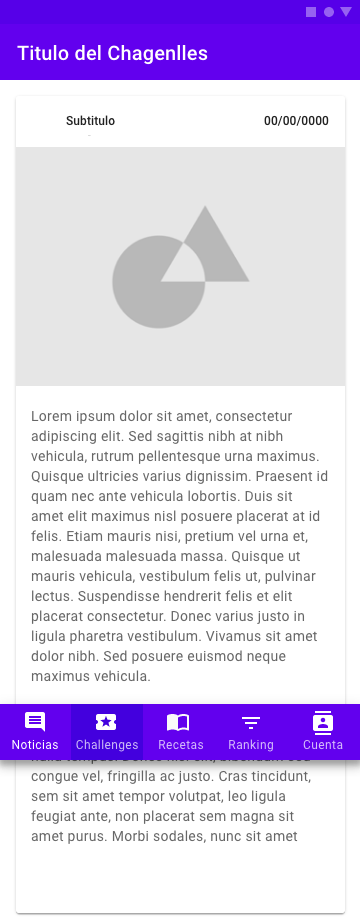 Titulo del Chagenlles
Subtitulo
00/00/0000
Lorem ipsum dolor sit amet, consectetur
adipiscing elit. Sed sagittis nibh at nibh
vehicula, rutrum pellentesque urna maximus.
Quisque ultricies varius dignissim. Praesent id
quam nec ante vehicula lobortis. Duis sit
amet elit maximus nisl posuere placerat at id
felis. Etiam mauris nisi, pretium vel urna et,
malesuada malesuada massa. Quisque ut
mauris vehicula, vestibulum felis ut, pulvinar
lectus. Suspendisse hendrerit felis et elit
placerat consectetur. Donec varius justo in
ligula pharetra vestibulum. Vivamus sit amet
dolor nibh. Sed posuere euismod neque
maximus vehicula.
Noticias
Challenges
Recetas
Ranking
Cuenta
congue vel, fringilla ac justo. Cras tincidunt,
sem sit amet tempor volutpat, leo ligula
feugiat ante, non placerat sem magna sit
amet purus. Morbi sodales, nunc sit amet